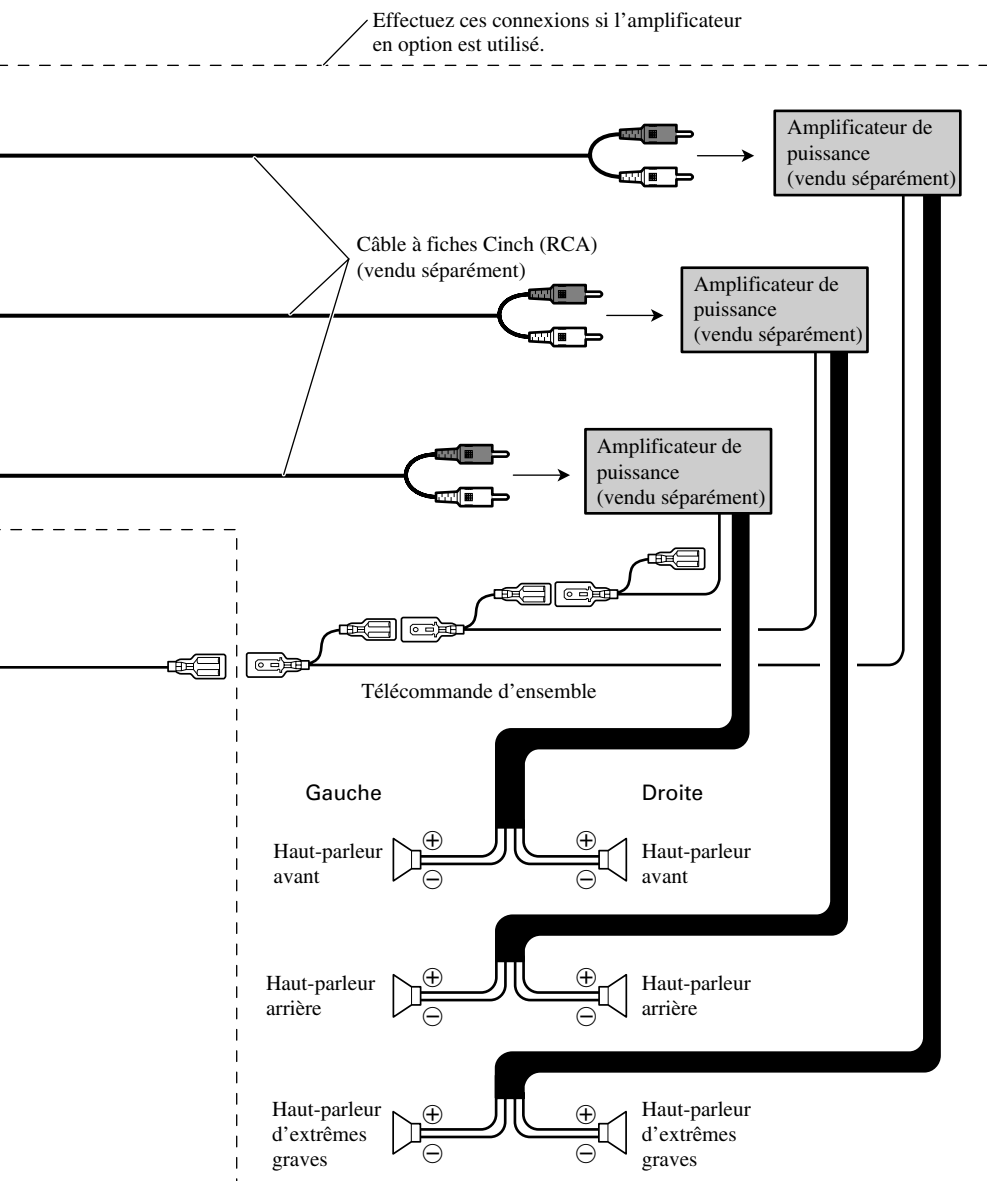 Effectuez ces connexions si l'amplificateur
en option est utilisé.
Amplificateur de
puissance
(vendu séparément)
Câble à fiches Cinch (RCA)
(vendu séparément)
Amplificateur de
puissance
(vendu séparément)
Amplificateur de
puissance
(vendu séparément)
Télécommande d'ensemble
Gauche
Droite
Haut-parleur
avant
+
−
+
−
Haut-parleur
avant
Haut-parleur
arrière
+
−
+
−
Haut-parleur
arrière
Haut-parleur
d'extrêmes
graves
+
−
+
−
Haut-parleur
d'extrêmes
graves